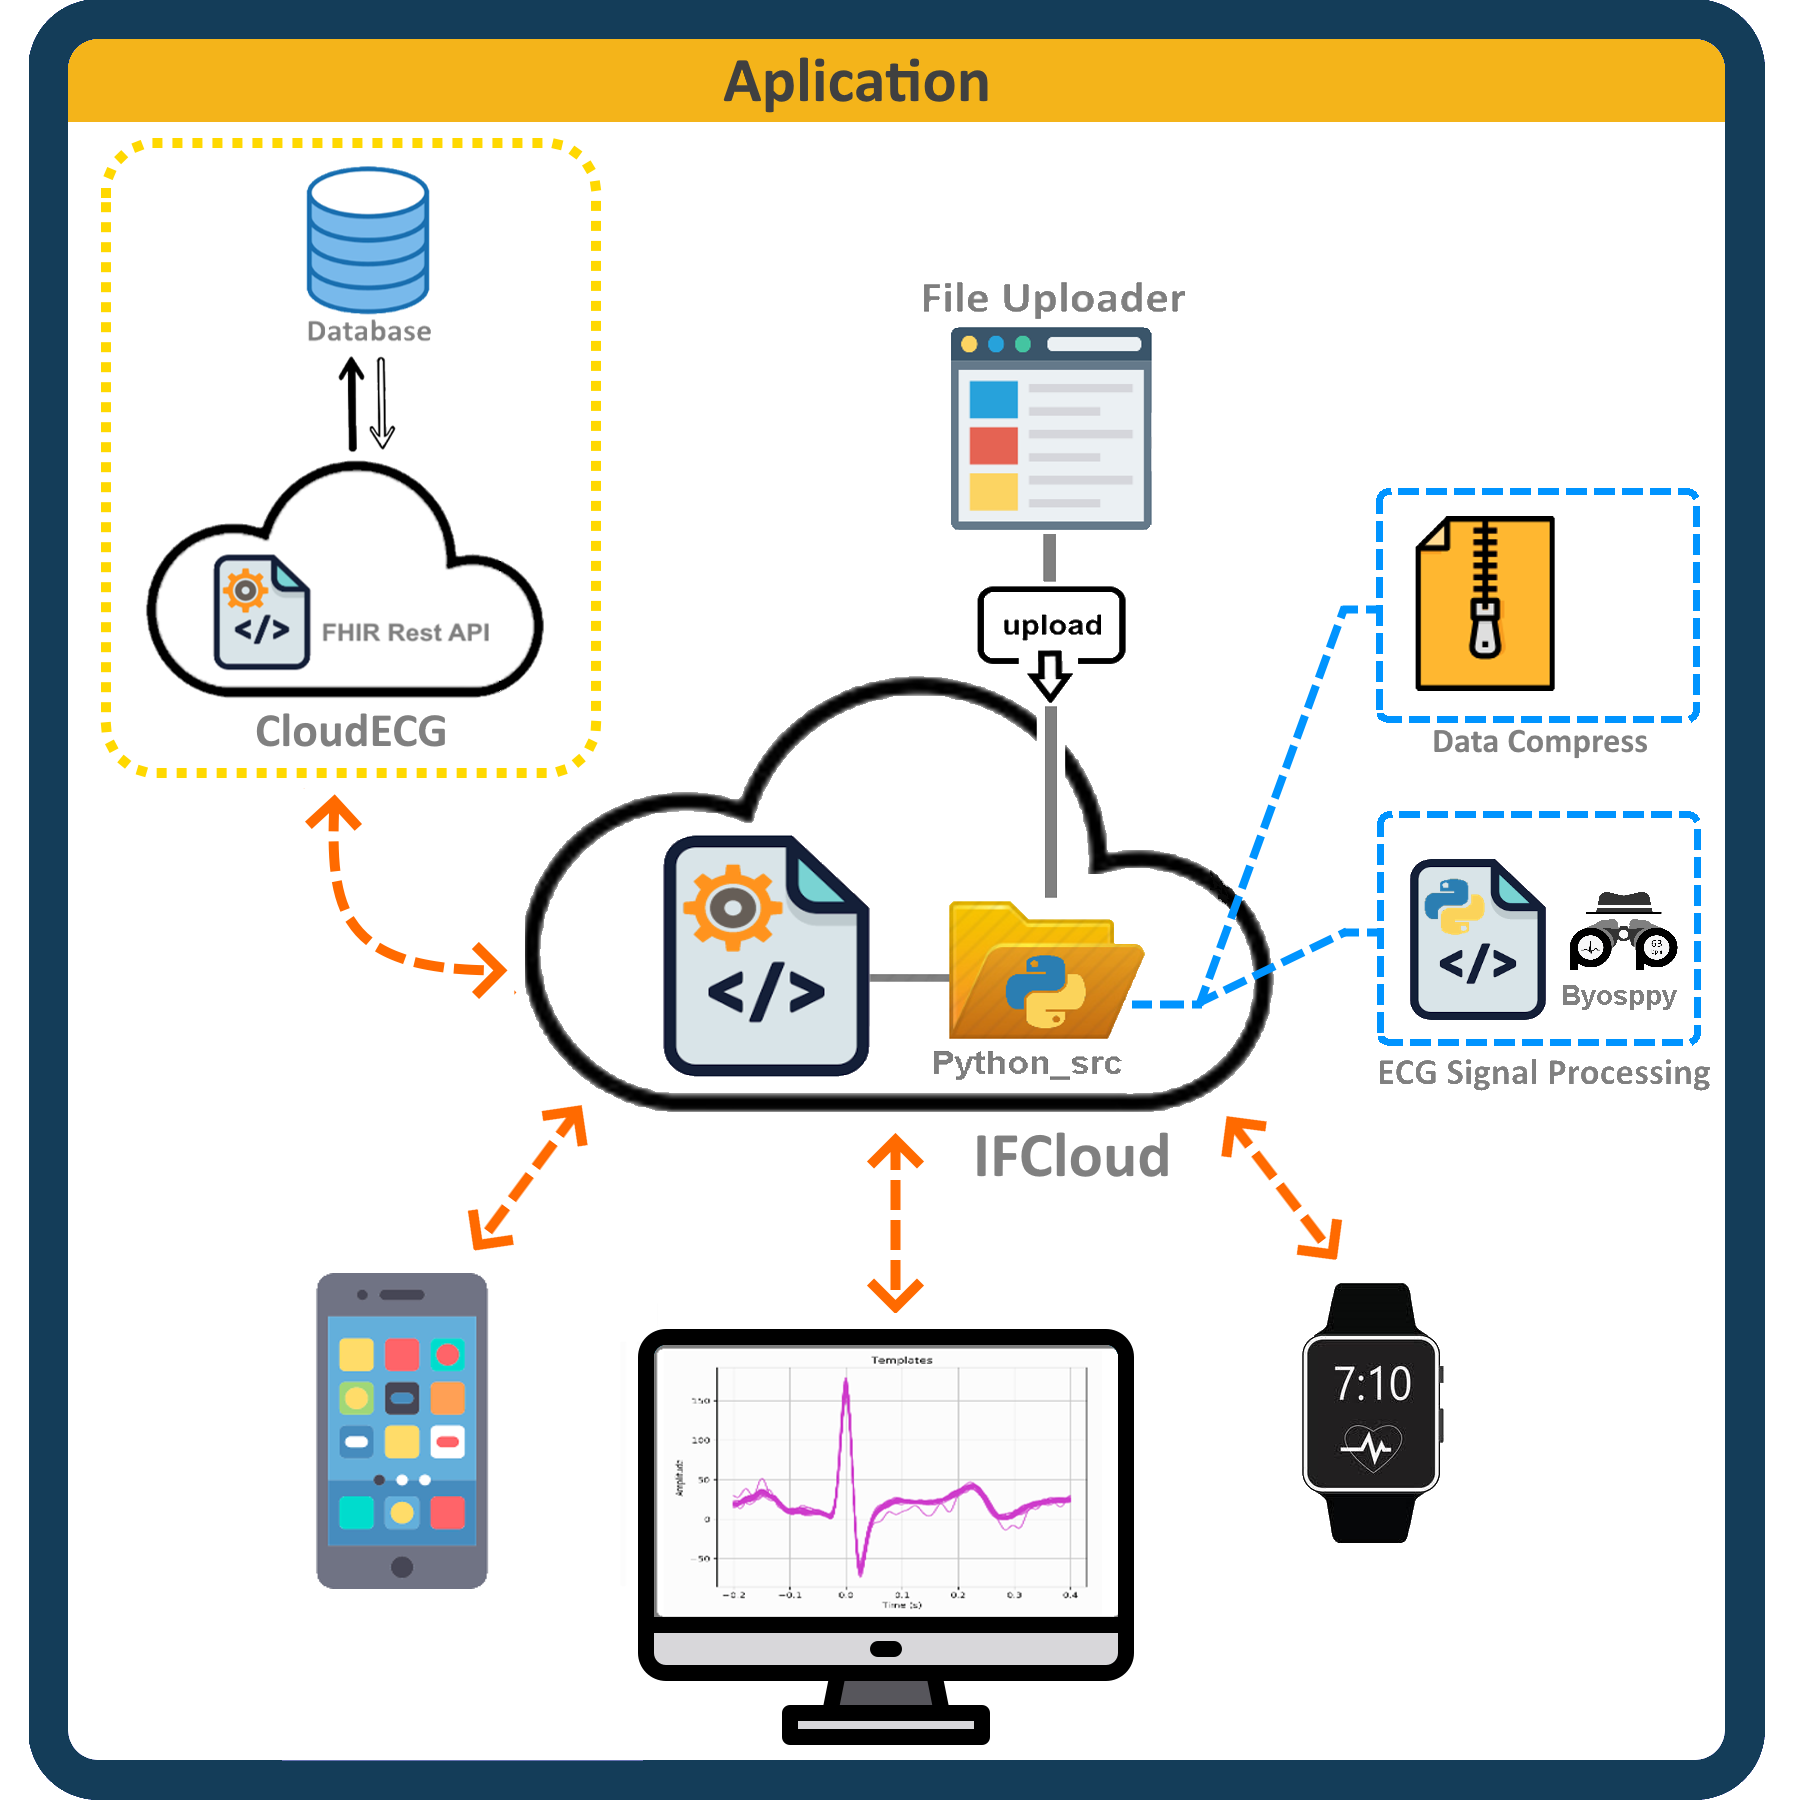 Aplication
Database
FHIR Rest API
CloudECG
File Uploader
upload
Data Compress
Byosppy
ECG Signal Processing
</>
</>
</>
</>
Python_src
IFCloud
Templates
150
100
50
0
-50
Amplitude
-0.2 -0.1 0.0 0.1 0.2 0.3 0.4
Time (s)
7:10